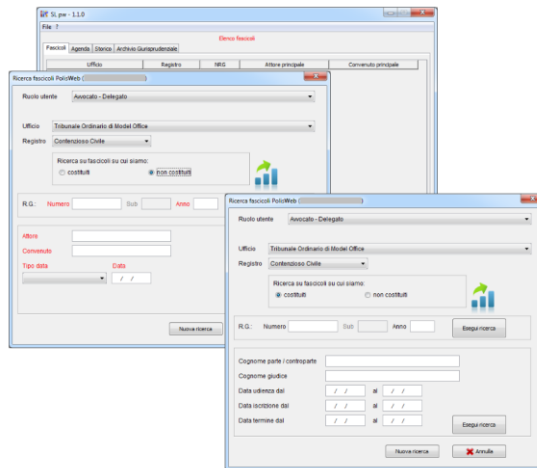 SL pw - 1.1.0
File ?
Elenco fascicoli
Fascicoli Agenda Storico Archivio Giurisprudenziale
Ufficio Registro NRG Attore principale Convenuto principale
Ricerca fascicoli PolisWeb (
Ruolo utente Avvocato - Delegato
Ufficio Tribunale Ordinario di Model Office
Registro Contenzioso Civile
Ricerca su fascicoli su cui siamo:
costituiti non costituiti
R.G.: Numero Sub Anno
Attore
Convenuto
Tipo data Data
/ /
Nuova ricerca
Ricerca fascicoli PolisWeb (
Ruolo utente Avvocato - Delegato
Ufficio Tribunale Ordinario di Model Office
Registro Contenzioso Civile
Ricerca su fascicoli su cui siamo:
costituiti non costituiti
R.G.: Numero Sub Anno Esegui ricerca
Cognome parte / controparte
Cognome giudice
Data udienza dal / / al / /
Data iscrizione dal / / al / /
Data termine dal / / al / / Esegui ricerca
Nuova ricerca Annulla